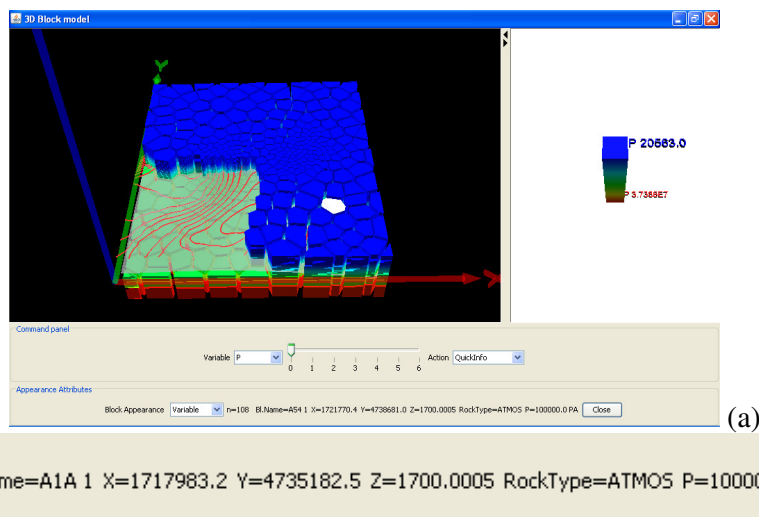 3D Block model
Y
P 20563.0
P 3.7386E7
X
Command panel
Variable P 0 1 2 3 4 5 6 Action QuickInfo
Appearance Attributes
Block Appearance Variable n=108 Bl.Name=A54 1 X=1721770.4 Y=4738681.0 Z=1700.0005 RockType=ATMOS P=100000.0 PA Close
(a)
me=A1A 1 X=1717983.2 Y=4735182.5 Z=1700.0005 RockType=ATMOS P=10000